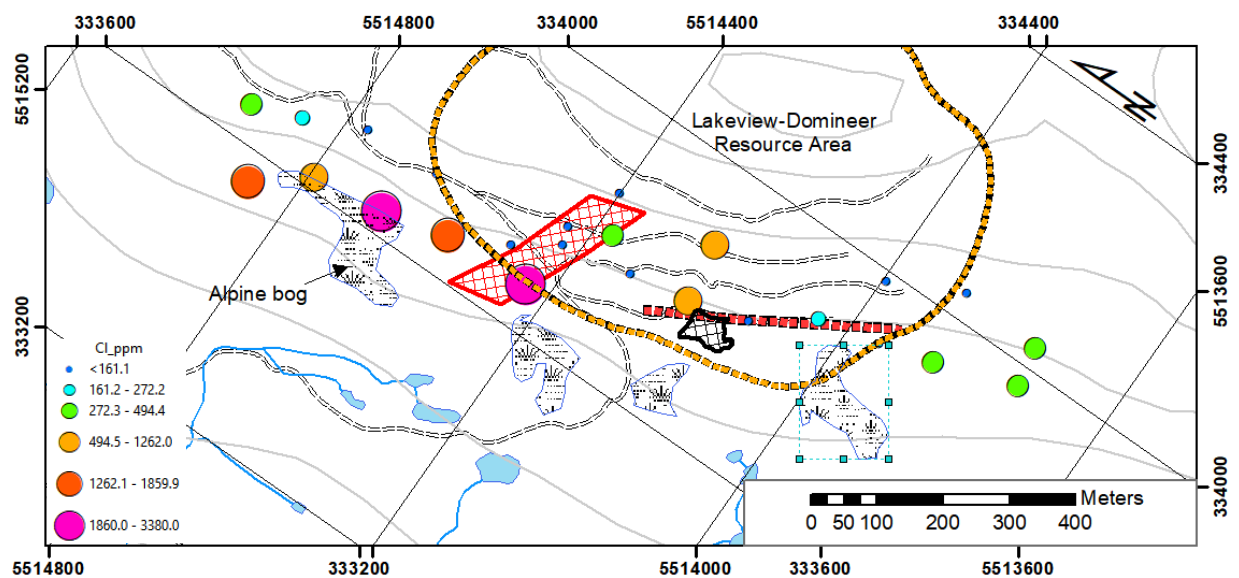 333600
5514800
334000
5514400
334400
5515200
Lakeview-Domineer
Resource Area
N
334400
Alpine bog
5513600
333200
Cl_ppm
<161.1
161.2 - 272.2
272.3 - 494.4
494.5 - 1262.0
1262.1 - 1859.9
1860.0 - 3380.0
334000
Meters
0 50 100 200 300 400
5514800
333200
5514000
333600
5513600